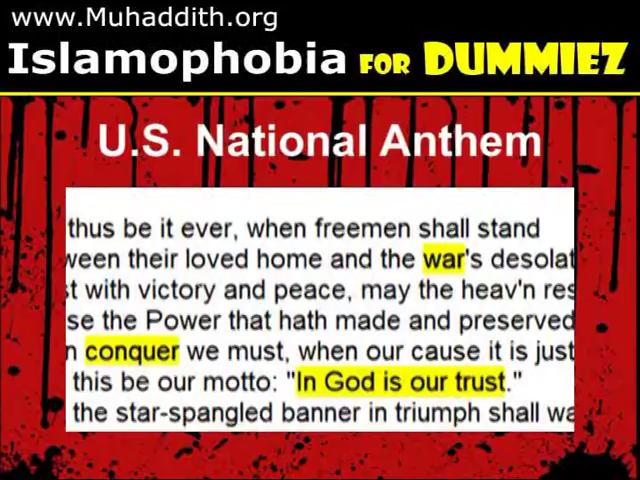 www.Muhaddith.org
Islamophobia FOR DUMMIEZ
U.S. National Anthem
thus be it ever, when freemen shall stand
ween their loved home and the war's desolat
st with victory and peace, may the heav'n res
se the Power that hath made and preserved
n conquer we must, when our cause it is just
this be our motto: "In God is our trust."
the star-spangled banner in triumph shall wa